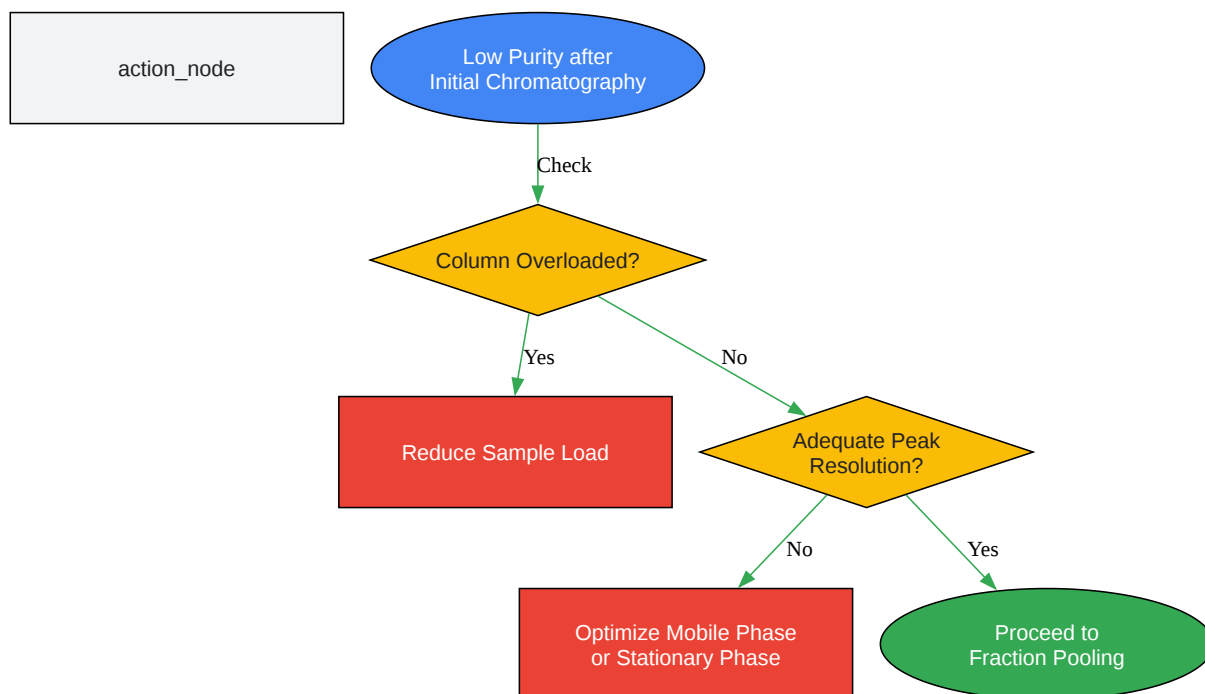 action_node
Low Purity after
Initial Chromatography
Check
Column Overloaded?
Yes
No
Reduce Sample Load
Adequate Peak
Resolution?
No
Yes
Optimize Mobile Phase
or Stationary Phase
Proceed to
Fraction Pooling